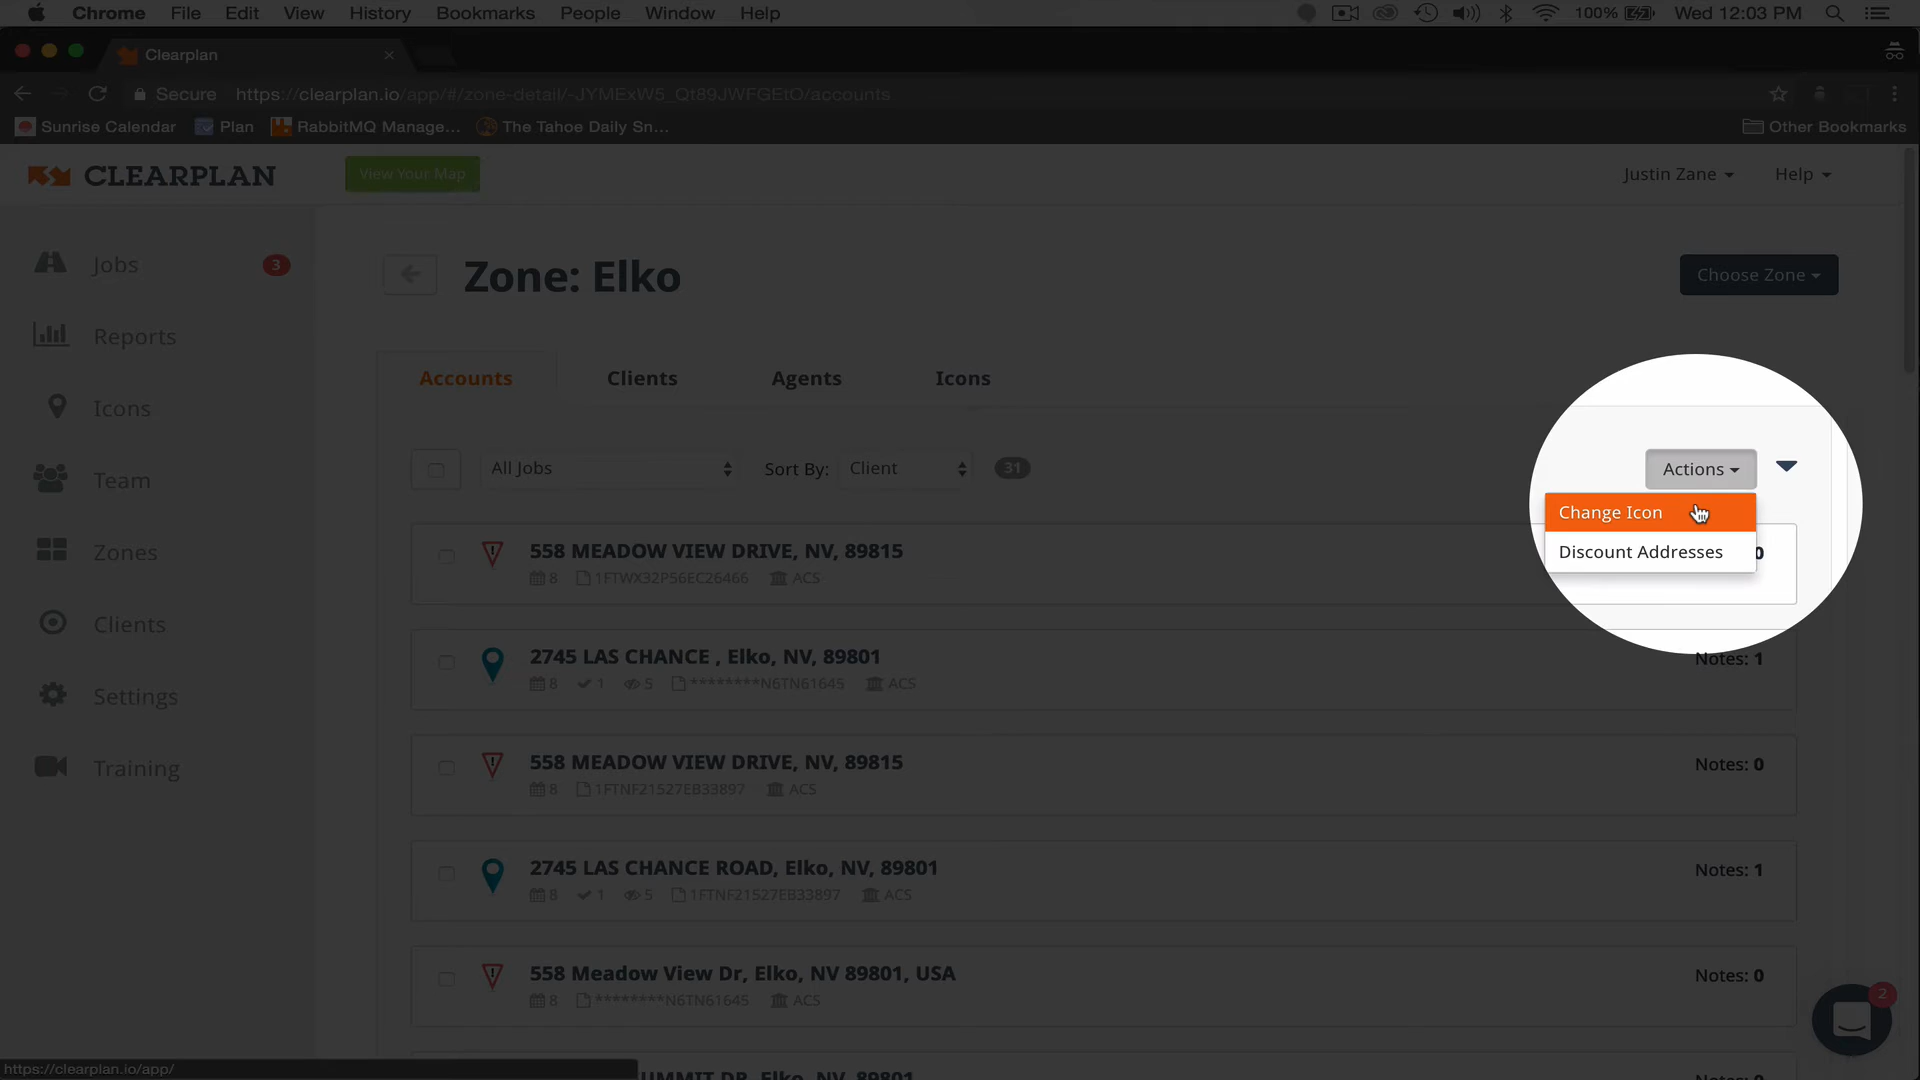 Chrome File Edit View History Bookmarks People Window Help 100% Wed 12:03 PM
Clearplan
Secure https://clearplan.io/app/#/zone-detail/-JYMExW5_Qt89JWFGEtO/accounts
Sunrise Calendar Plan RabbitMQ Manage... The Tahoe Daily Sn... Other Bookmarks
CLEARPLAN View Your Map Justin Zane Help
Jobs 3
Reports
Icons
Team
Zones
Clients
Settings
Training
Zone: Elko Choose Zone
Accounts Clients Agents Icons
All Jobs Sort By: Client 31 Actions
Change Icon
Discount Addresses
558 MEADOW VIEW DRIVE, NV, 89815 0
8 1FTWX32P56EC26466 ACS
2745 LAS CHANCE , Elko, NV, 89801 Notes: 1
8 1 5 ********N6TN61645 ACS
558 MEADOW VIEW DRIVE, NV, 89815 Notes: 0
8 1FTNF21527EB33897 ACS
2745 LAS CHANCE ROAD, Elko, NV, 89801 Notes: 1
8 1 5 1FTNF21527EB33897 ACS
558 Meadow View Dr, Elko, NV 89801, USA Notes: 0
8 ********N6TN61645 ACS
2
https://clearplan.io/app/
DR, Elko, NV, 89801